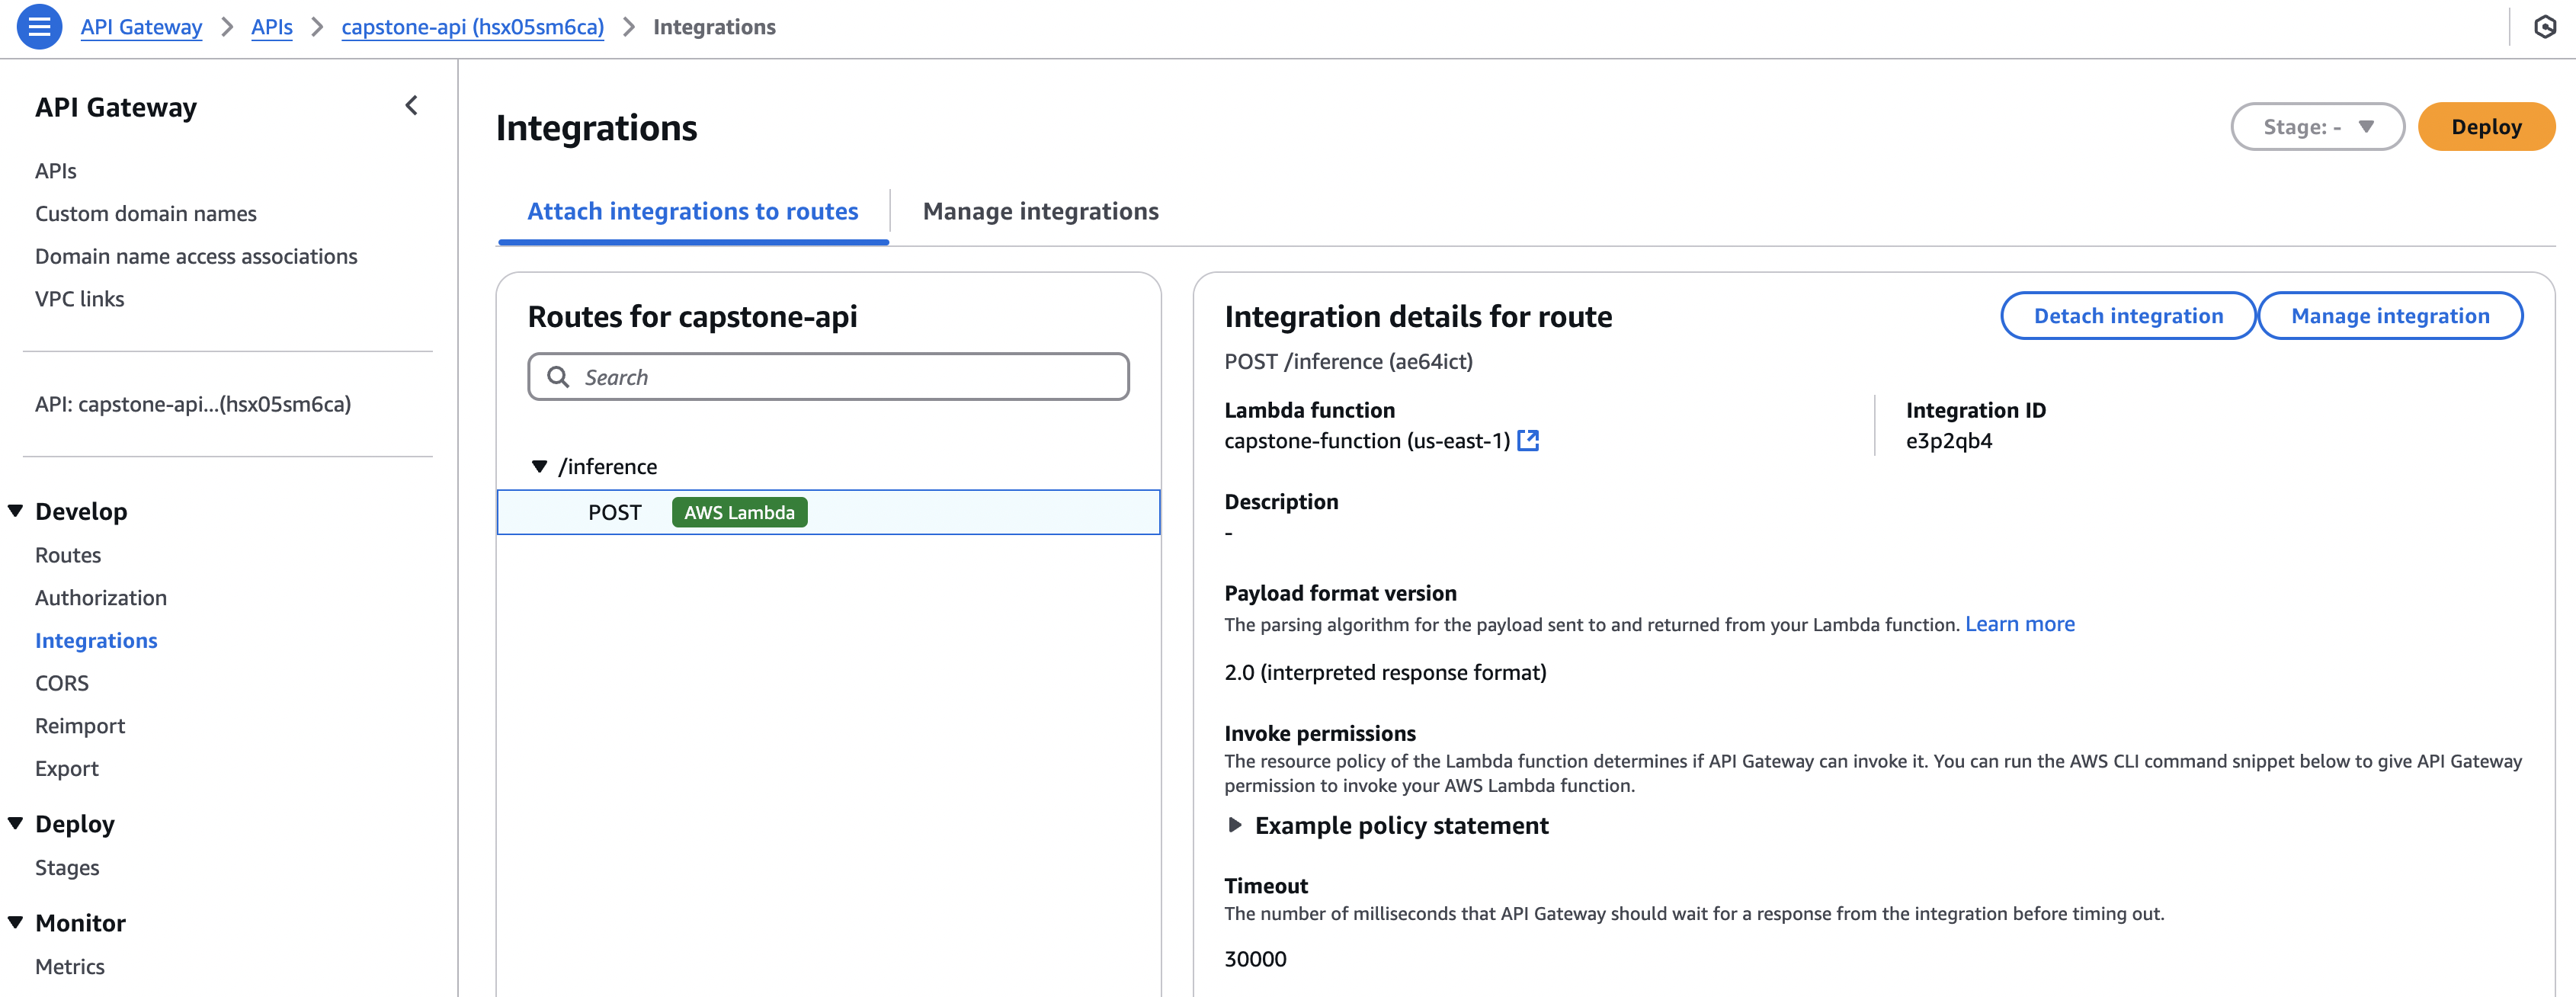 API Gateway > APIs > capstone-api (hsx05sm6ca) > Integrations
API Gateway
APIs
Custom domain names
Domain name access associations
VPC links
API: capstone-api...(hsx05sm6ca)
Develop
Routes
Authorization
Integrations
CORS
Reimport
Export
Deploy
Stages
Monitor
Metrics
Integrations
Stage: -
Deploy
Attach integrations to routes
Manage integrations
Routes for capstone-api
Search
/inference
POST AWS Lambda
Integration details for route
Detach integration
Manage integration
POST /inference (ae64ict)
Lambda function
capstone-function (us-east-1)
Integration ID
e3p2qb4
Description
-
Payload format version
The parsing algorithm for the payload sent to and returned from your Lambda function. Learn more
2.0 (interpreted response format)
Invoke permissions
The resource policy of the Lambda function determines if API Gateway can invoke it. You can run the AWS CLI command snippet below to give API Gateway
permission to invoke your AWS Lambda function.
Example policy statement
Timeout
The number of milliseconds that API Gateway should wait for a response from the integration before timing out.
30000